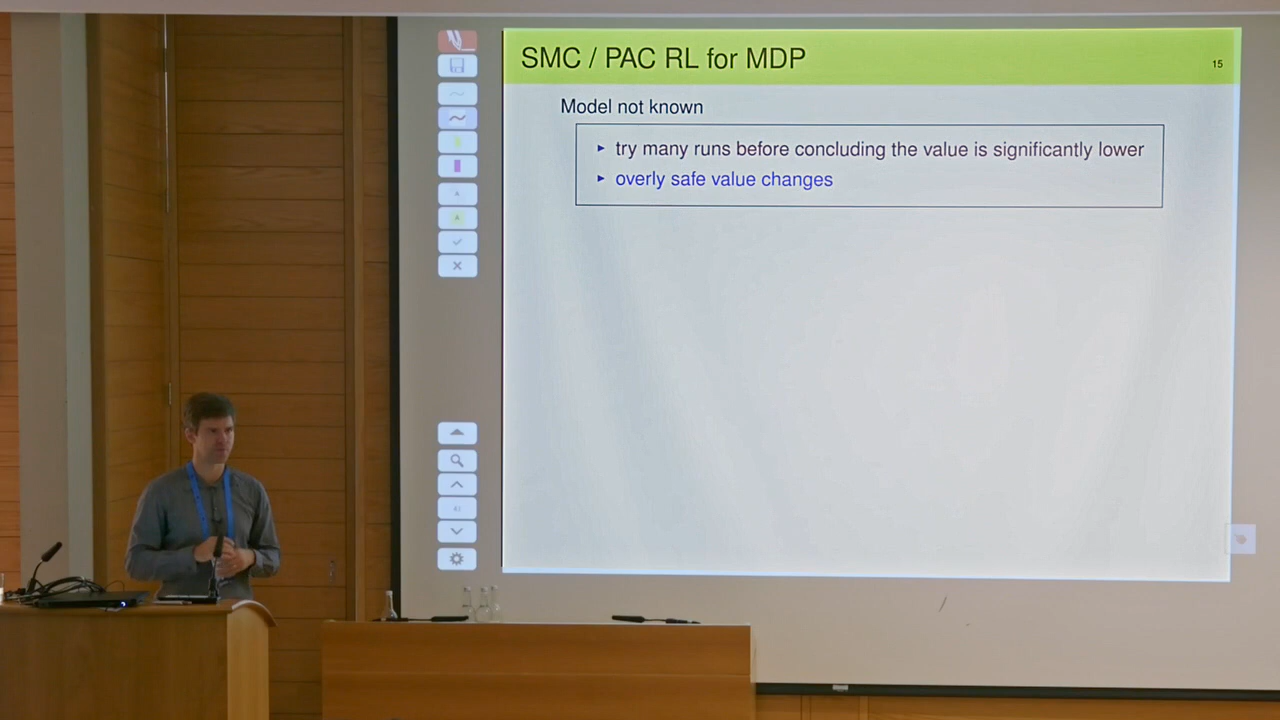 SMC / PAC RL for MDP
15
Model not known
▸ try many runs before concluding the value is significantly lower
▸ overly safe value changes